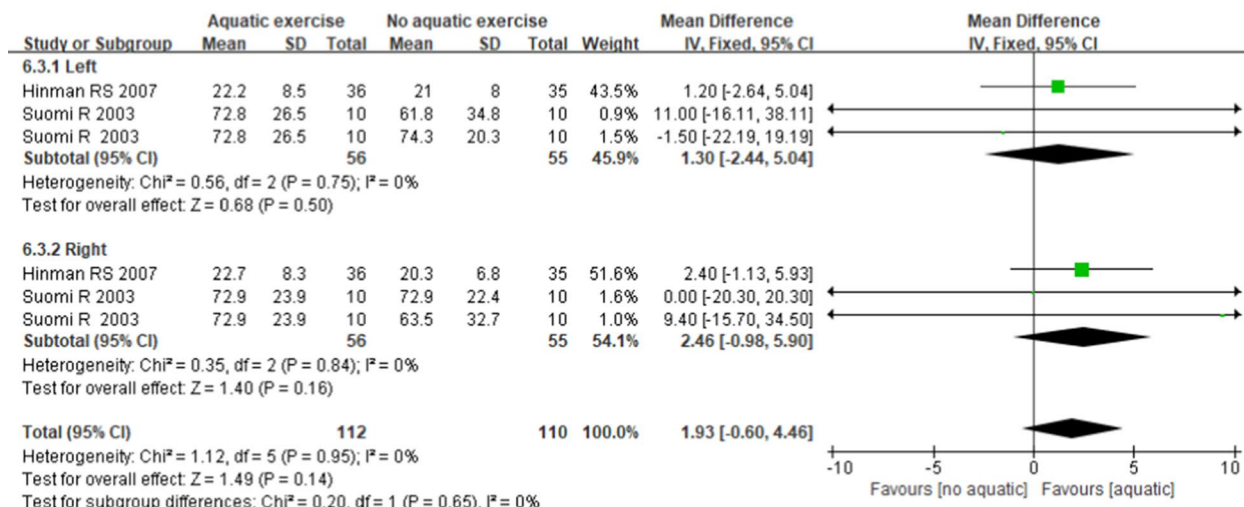 Aquatic exercise No aquatic exercise Mean Difference Mean Difference
Study or Subgroup Mean SD Total Mean SD Total Weight IV, Fixed, 95% CI IV, Fixed, 95% CI
6.3.1 Left
Hinman RS 2007 22.2 8.5 36 21 8 35 43.5% 1.20 [-2.64, 5.04]
Suomi R 2003 72.8 26.5 10 61.8 34.8 10 0.9% 11.00 [-16.11, 38.11]
Suomi R 2003 72.8 26.5 10 74.3 20.3 10 1.5% -1.50 [-22.19, 19.19]
Subtotal (95% CI) 56 55 45.9% 1.30 [-2.44, 5.04]
Heterogeneity: Chi² = 0.56, df = 2 (P = 0.75); I² = 0%
Test for overall effect: Z = 0.68 (P = 0.50)
6.3.2 Right
Hinman RS 2007 22.7 8.3 36 20.3 6.8 35 51.6% 2.40 [-1.13, 5.93]
Suomi R 2003 72.9 23.9 10 72.9 22.4 10 1.6% 0.00 [-20.30, 20.30]
Suomi R 2003 72.9 23.9 10 63.5 32.7 10 1.0% 9.40 [-15.70, 34.50]
Subtotal (95% CI) 56 55 54.1% 2.46 [-0.98, 5.90]
Heterogeneity: Chi² = 0.35, df = 2 (P = 0.84); I² = 0%
Test for overall effect: Z = 1.40 (P = 0.16)
Total (95% CI) 112 110 100.0% 1.93 [-0.60, 4.46]
Heterogeneity: Chi² = 1.12, df = 5 (P = 0.95); I² = 0%
-10 -5 0 5 10
Test for overall effect: Z = 1.49 (P = 0.14)
Favours [no aquatic] Favours [aquatic]
Test for subgroup differences: Chi² = 0.20, df = 1 (P = 0.65), I² = 0%